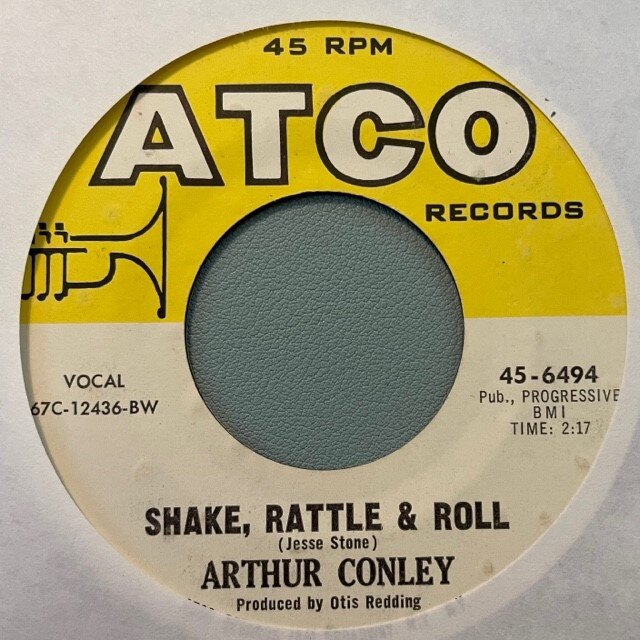 45 RPM
ATCO
RECORDS
VOCAL
67C-12436-BW
45-6494
Pub., PROGRESSIVE
BMI
TIME: 2:17
SHAKE, RATTLE & ROLL
(Jesse Stone)
ARTHUR CONLEY
Produced by Otis Redding